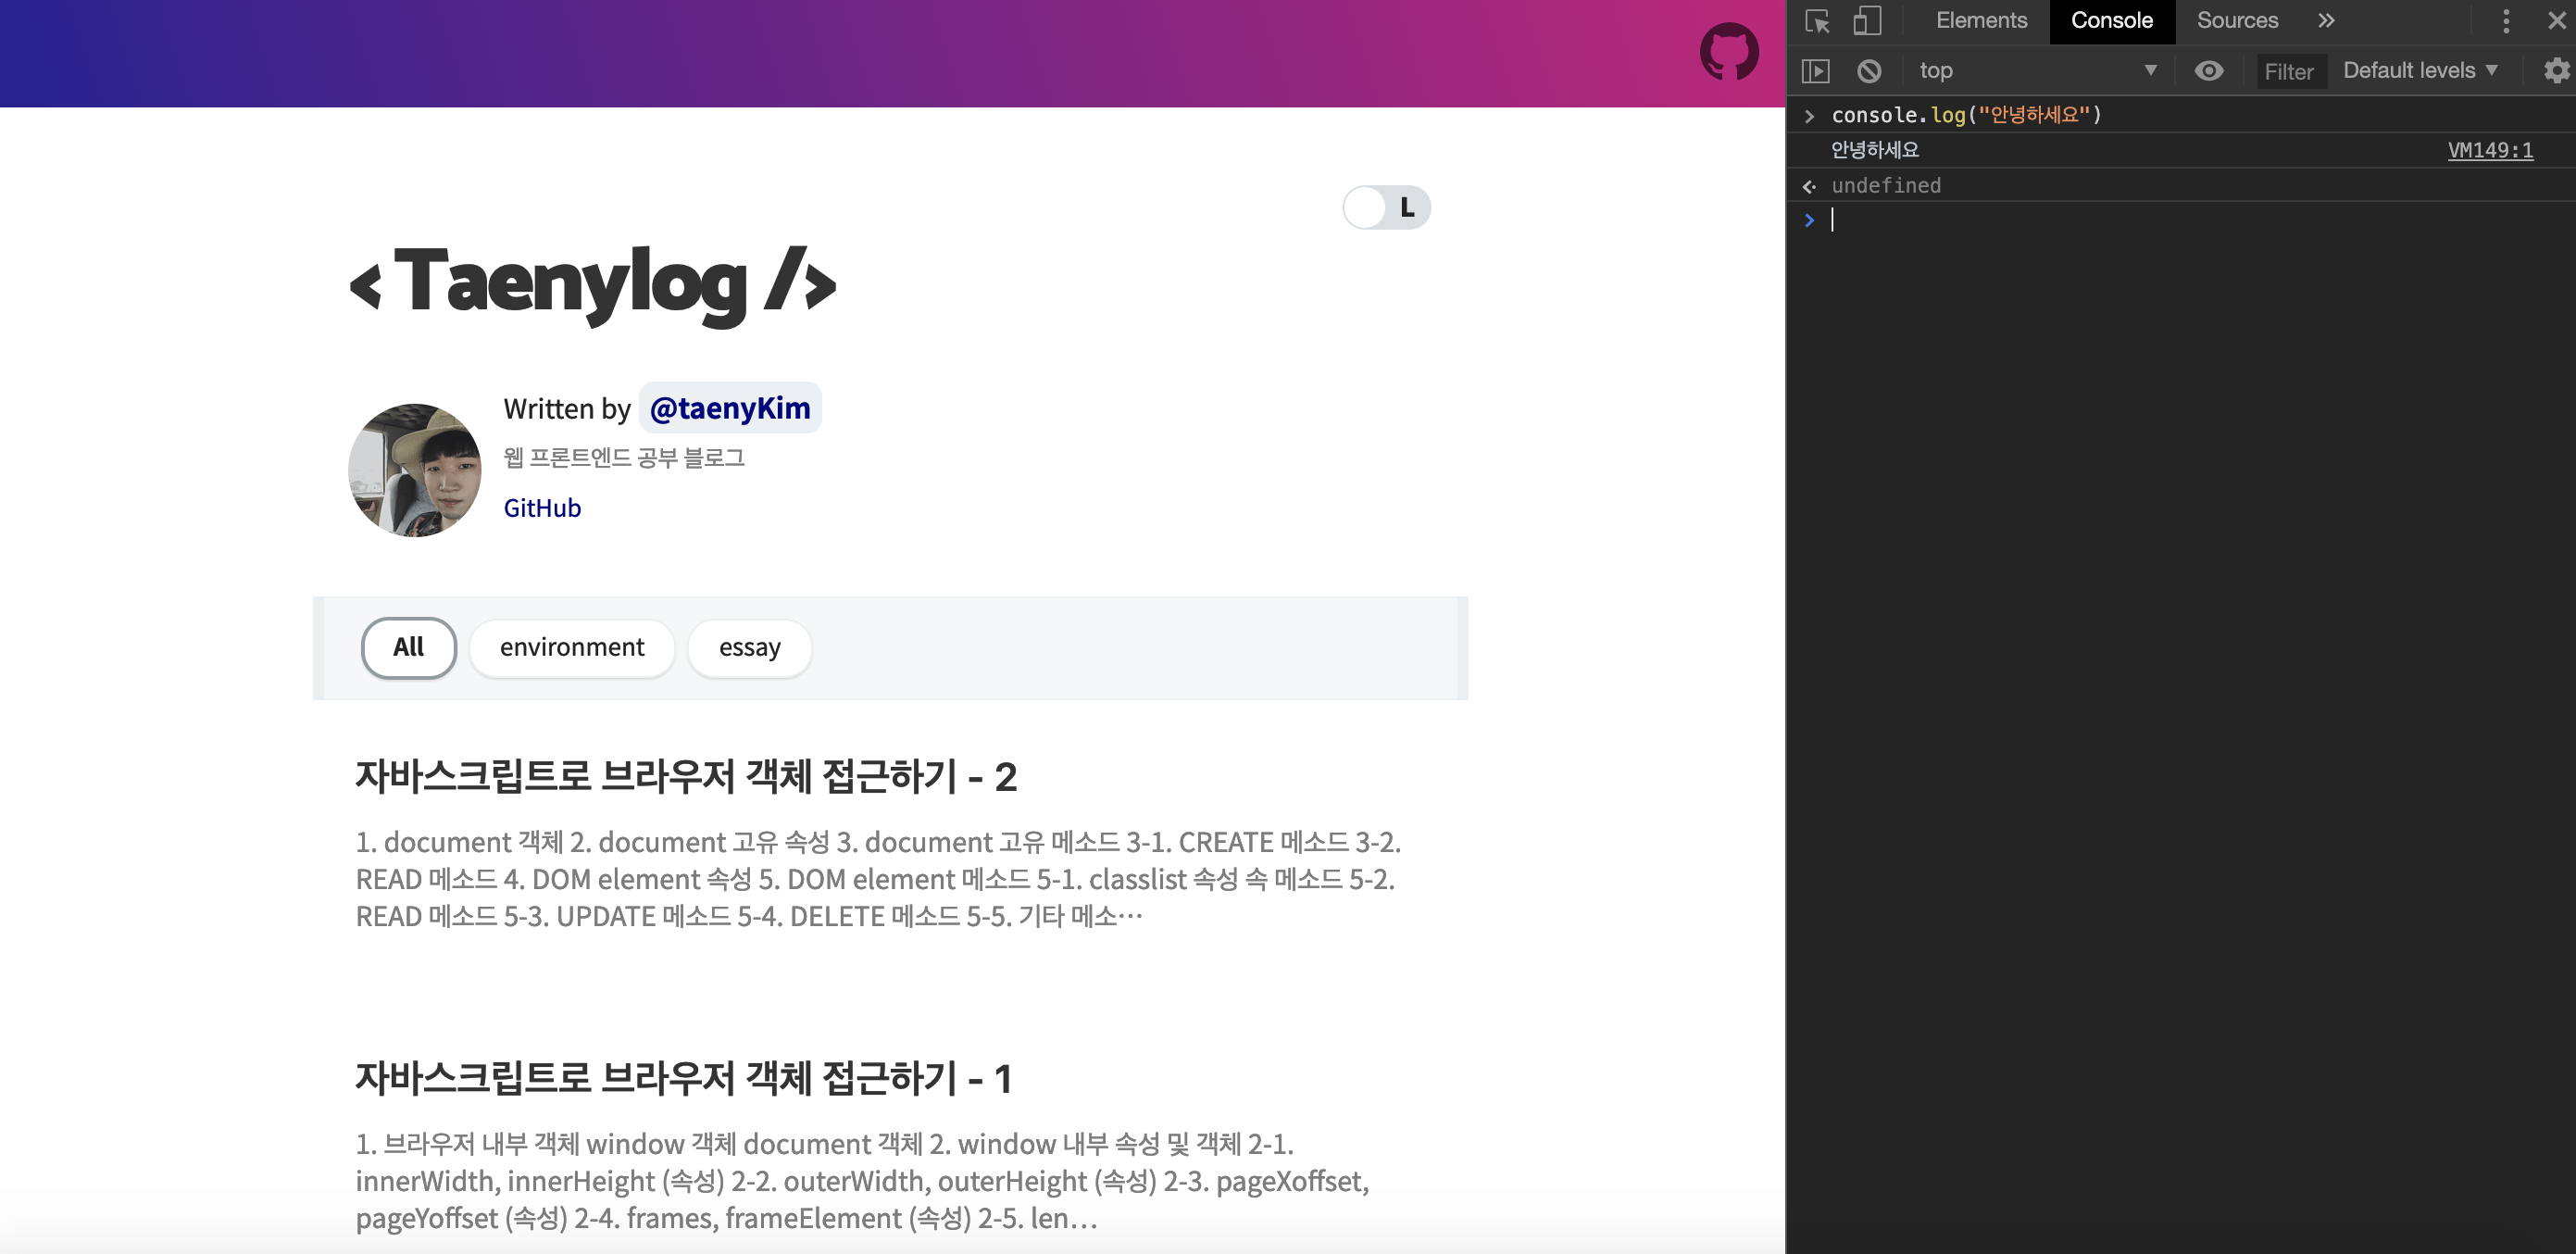 L
< Taenylog />
Written by @taenyKim
웹 프론트엔드 공부 블로그
GitHub
All environment essay
자바스크립트로 브라우저 객체 접근하기 - 2
1. document 객체 2. document 고유 속성 3. document 고유 메소드 3-1. CREATE 메소드 3-2.
READ 메소드 4. DOM element 속성 5. DOM element 메소드 5-1. classlist 속성 속 메소드 5-2.
READ 메소드 5-3. UPDATE 메소드 5-4. DELETE 메소드 5-5. 기타 메소…
자바스크립트로 브라우저 객체 접근하기 - 1
1. 브라우저 내부 객체 window 객체 document 객체 2. window 내부 속성 및 객체 2-1.
innerWidth, innerHeight (속성) 2-2. outerWidth, outerHeight (속성) 2-3. pageXoffset,
pageYoffset (속성) 2-4. frames, frameElement (속성) 2-5. len…
Elements Console Sources »
top Filter Default levels
> console.log("안녕하세요")
안녕하세요 VM149:1
undefined
>